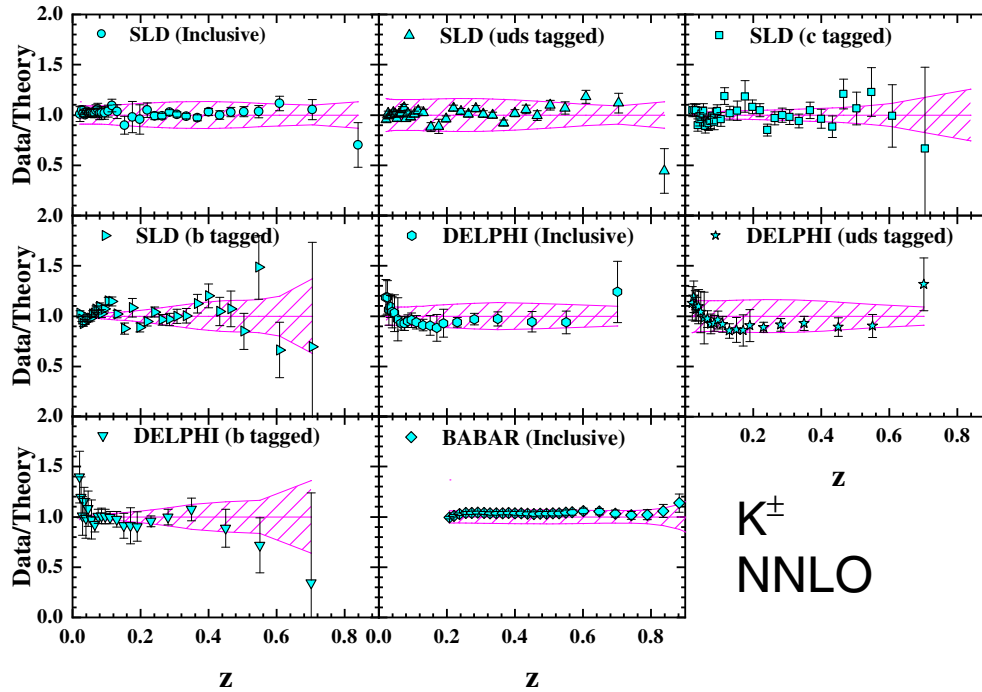 SLD (Inclusive)
SLD (uds tagged)
SLD (c tagged)
Data/Theory
2.0
1.5
1.0
0.5
2.0
SLD (b tagged)
DELPHI (Inclusive)
DELPHI (uds tagged)
Data/Theory
1.5
1.0
0.5
2.0
DELPHI (b tagged)
BABAR (Inclusive)
Data/Theory
1.5
1.0
0.5
0.0
0.0 0.2 0.4 0.6 0.8
z
0.2 0.4 0.6 0.8
z
0.2 0.4 0.6 0.8
z
K±
NNLO